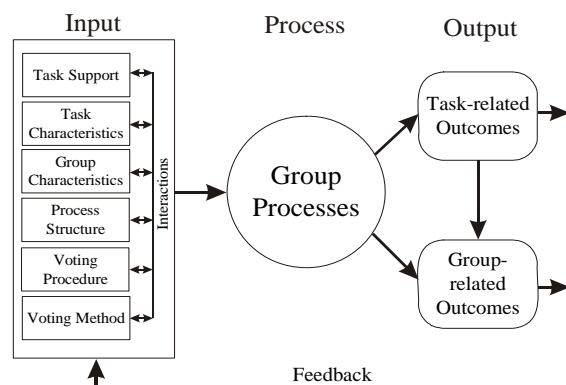 Input
Process
Output
Task Support
Task
Characteristics
Group
Characteristics
Process
Structure
Voting
Procedure
Voting Method
Interactions
Group
Processes
Task-related
Outcomes
Group-
related
Outcomes
Feedback